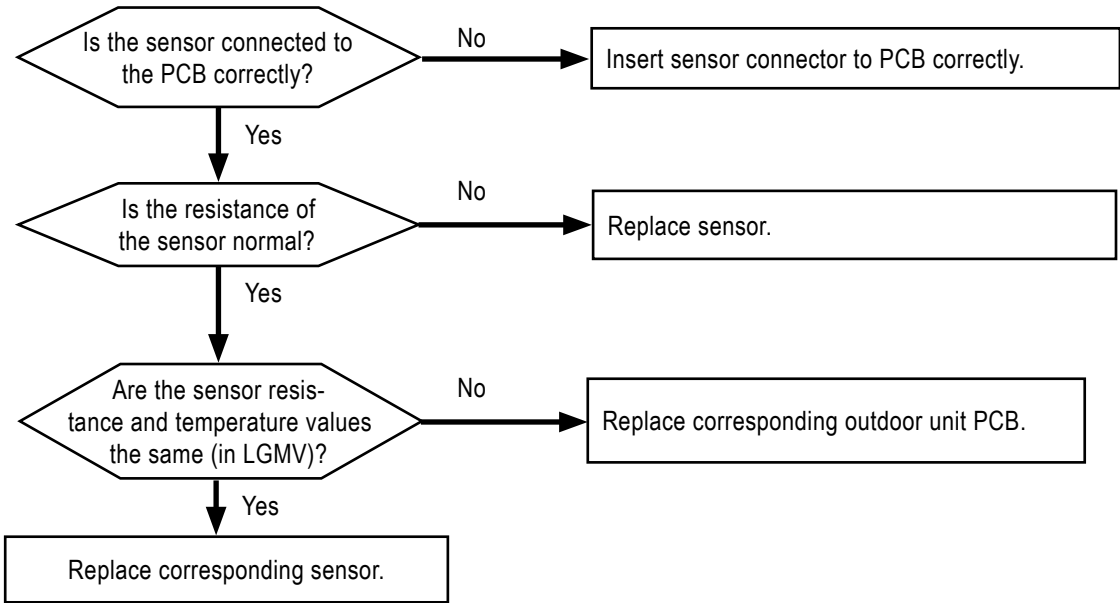 Is the sensor connected to
the PCB correctly?
No
Insert sensor connector to PCB correctly.
Yes
Is the resistance of
the sensor normal?
No
Replace sensor.
Yes
Are the sensor resis-
tance and temperature values
the same (in LGMV)?
No
Replace corresponding outdoor unit PCB.
Yes
Replace corresponding sensor.